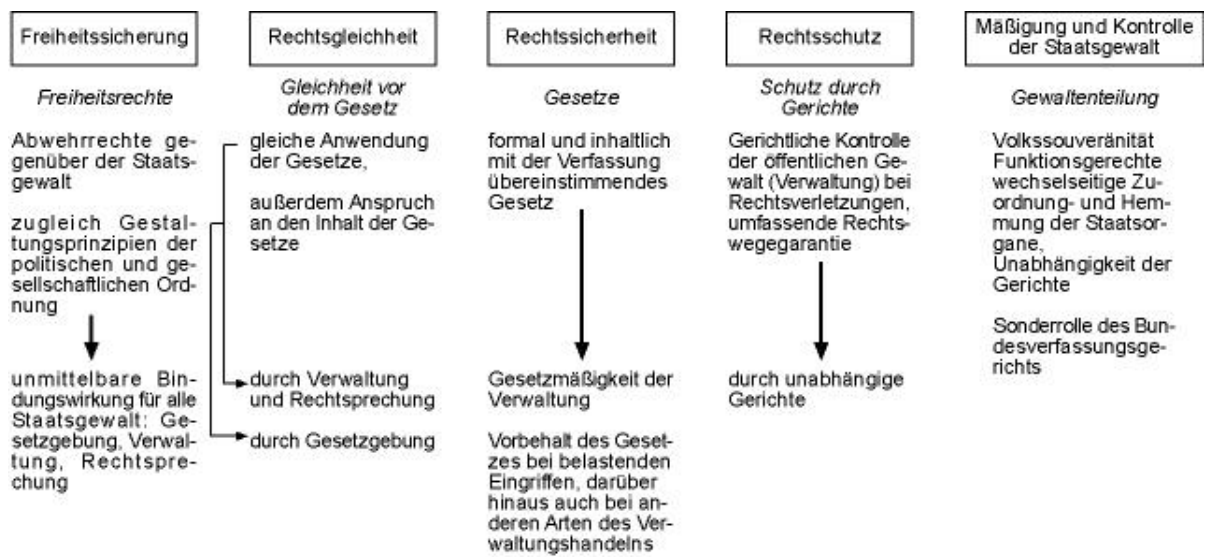 Freiheitssicherung
Freiheitsrechte
Abwehrrechte ge-
genüber der Staats-
gewalt
zugleich Gestal-
tungsprinzipien der
politischen und ge-
sellschaftlichen Ord-
nung
unmittelbare Bin-
dungswirkung für alle
Staatsgewalt: Ge-
setzgebung, Verwal-
tung, Rechtspre-
chung
Rechtsgleichheit
Gleichheit vor
dem Gesetz
gleiche Anwendung
der Gesetze,
außerdem Anspruch
an den Inhalt der Ge-
setze
durch Verwaltung
und Rechtsprechung
durch Gesetzgebung
Rechtssicherheit
Gesetze
formal und inhaltlich
mit der Verfassung
übereinstimmendes
Gesetz
Gesetzmäßigkeit der
Verwaltung
Vorbehalt des Geset-
zes bei belastenden
Eingriffen, darüber
hinaus auch bei an-
deren Arten des Ver-
waltungshandelns
Rechtsschutz
Schutz durch
Gerichte
Gerichtliche Kontrolle
der öffentlichen Ge-
walt (Verwaltung) bei
Rechtsverletzungen,
umfassende Rechts-
wegegarantie
durch unabhängige
Gerichte
Mäßigung und Kontrolle
der Staatsgewalt
Gewaltenteilung
Volkssouveränität
Funktionsgerechte
wechselseitige Zu-
ordnung- und Hem-
mung der Staatsor-
gane,
Unabhängigkeit der
Gerichte
Sonderrolle des Bun-
desverfassungsge-
richts